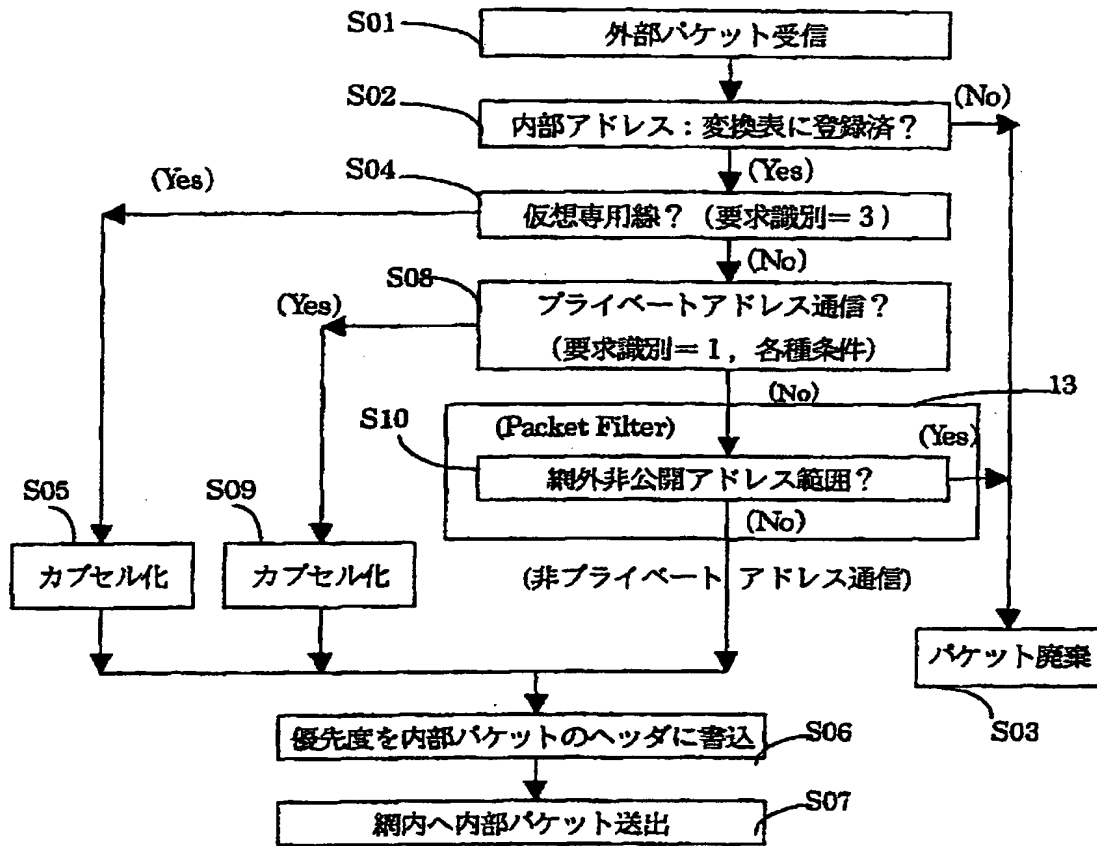 S01
外部パケット受信
S02
内部アドレス：変換表に登録済？
(No)
(Yes)
S04
(Yes)
仮想専用線？（要求識別＝３）
(No)
S08
(Yes)
プライベートアドレス通信？
(要求識別＝１，各種条件)
(No)
13
S10
(Packet Filter)
(Yes)
網外非公開アドレス範囲？
(No)
S05
S09
カプセル化
カプセル化
(非プライベート アドレス通信)
パケット廃棄
S03
優先度を内部パケットのヘッダに書込
S06
網内へ内部パケット送出
S07